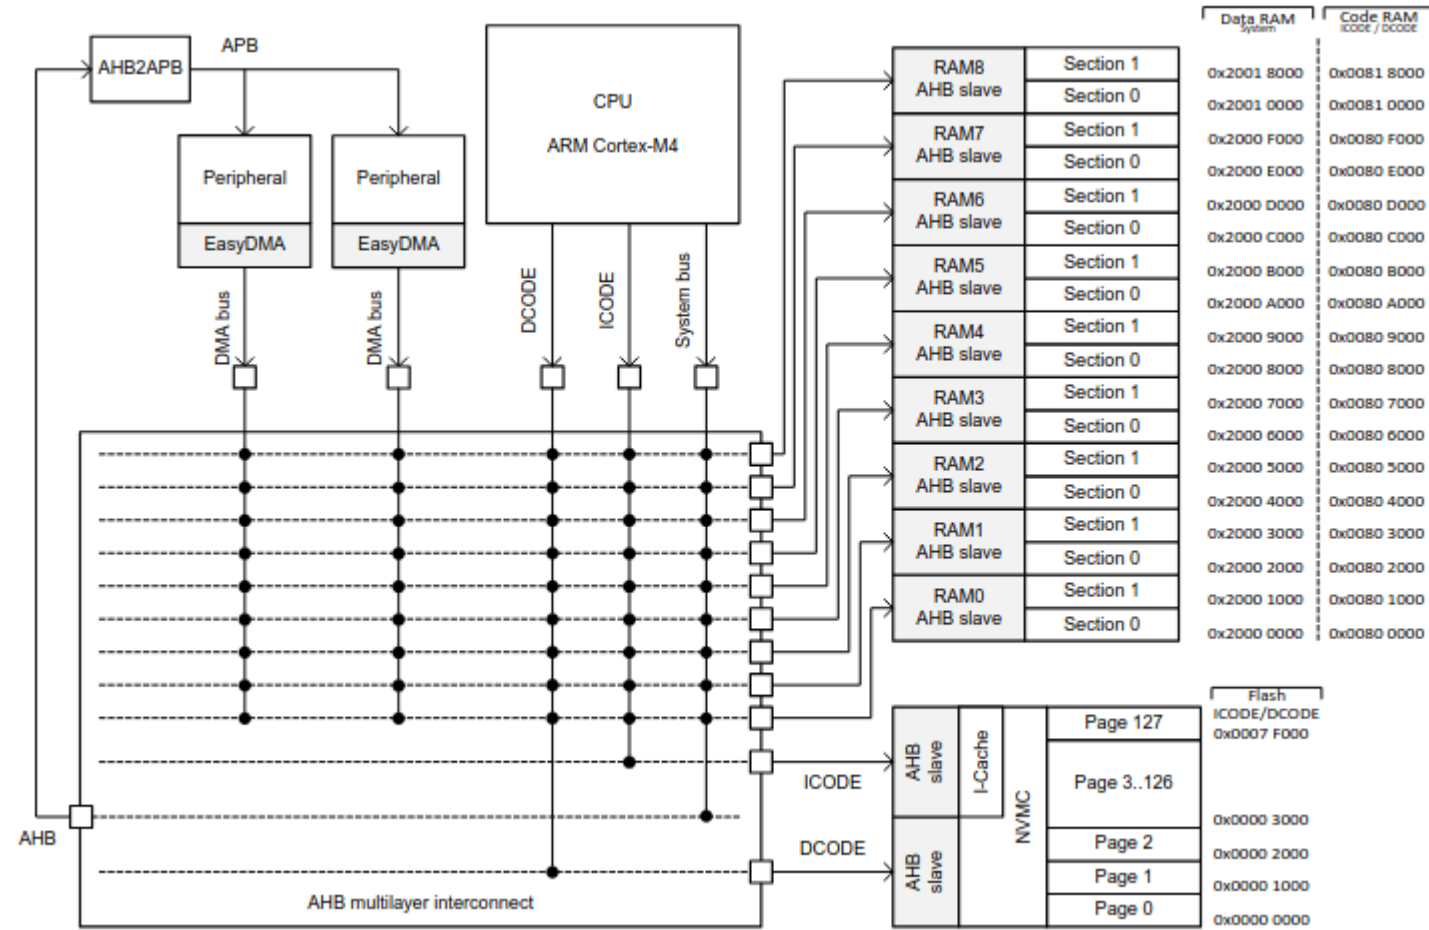 AHB2APB
APB
CPU
ARM Cortex-M4
Peripheral
EasyDMA
Peripheral
EasyDMA
DMA bus
DMA bus
DCODE
ICODE
System bus
AHB
AHB multilayer interconnect
Data RAM
System
Code RAM
ICODE / DCODE
RAM8
AHB slave
Section 1
0x2001 8000
0x0081 8000
Section 0
0x2001 0000
0x0081 0000
RAM7
AHB slave
Section 1
0x2000 F000
0x0080 F000
Section 0
0x2000 E000
0x0080 E000
RAM6
AHB slave
Section 1
0x2000 D000
0x0080 D000
Section 0
0x2000 C000
0x0080 C000
RAM5
AHB slave
Section 1
0x2000 B000
0x0080 B000
Section 0
0x2000 A000
0x0080 A000
RAM4
AHB slave
Section 1
0x2000 9000
0x0080 9000
Section 0
0x2000 8000
0x0080 8000
RAM3
AHB slave
Section 1
0x2000 7000
0x0080 7000
Section 0
0x2000 6000
0x0080 6000
RAM2
AHB slave
Section 1
0x2000 5000
0x0080 5000
Section 0
0x2000 4000
0x0080 4000
RAM1
AHB slave
Section 1
0x2000 3000
0x0080 3000
Section 0
0x2000 2000
0x0080 2000
RAM0
AHB slave
Section 1
0x2000 1000
0x0080 1000
Section 0
0x2000 0000
0x0080 0000
Flash
ICODE/DCODE
ICODE
DCODE
AHB
slave
AHB
slave
I-Cache
NVMC
Page 127
0x0007 F000
Page 3..126
0x0000 3000
Page 2
0x0000 2000
Page 1
0x0000 1000
Page 0
0x0000 0000